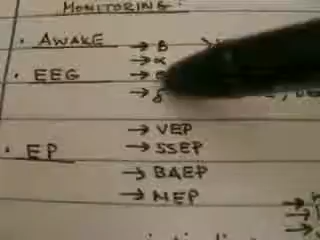 MONITORING:
• AWAKE → β
→ α
• EEG → θ
→ δ
→ VEP
• EP → SSEP
→ BAEP
→ MEP